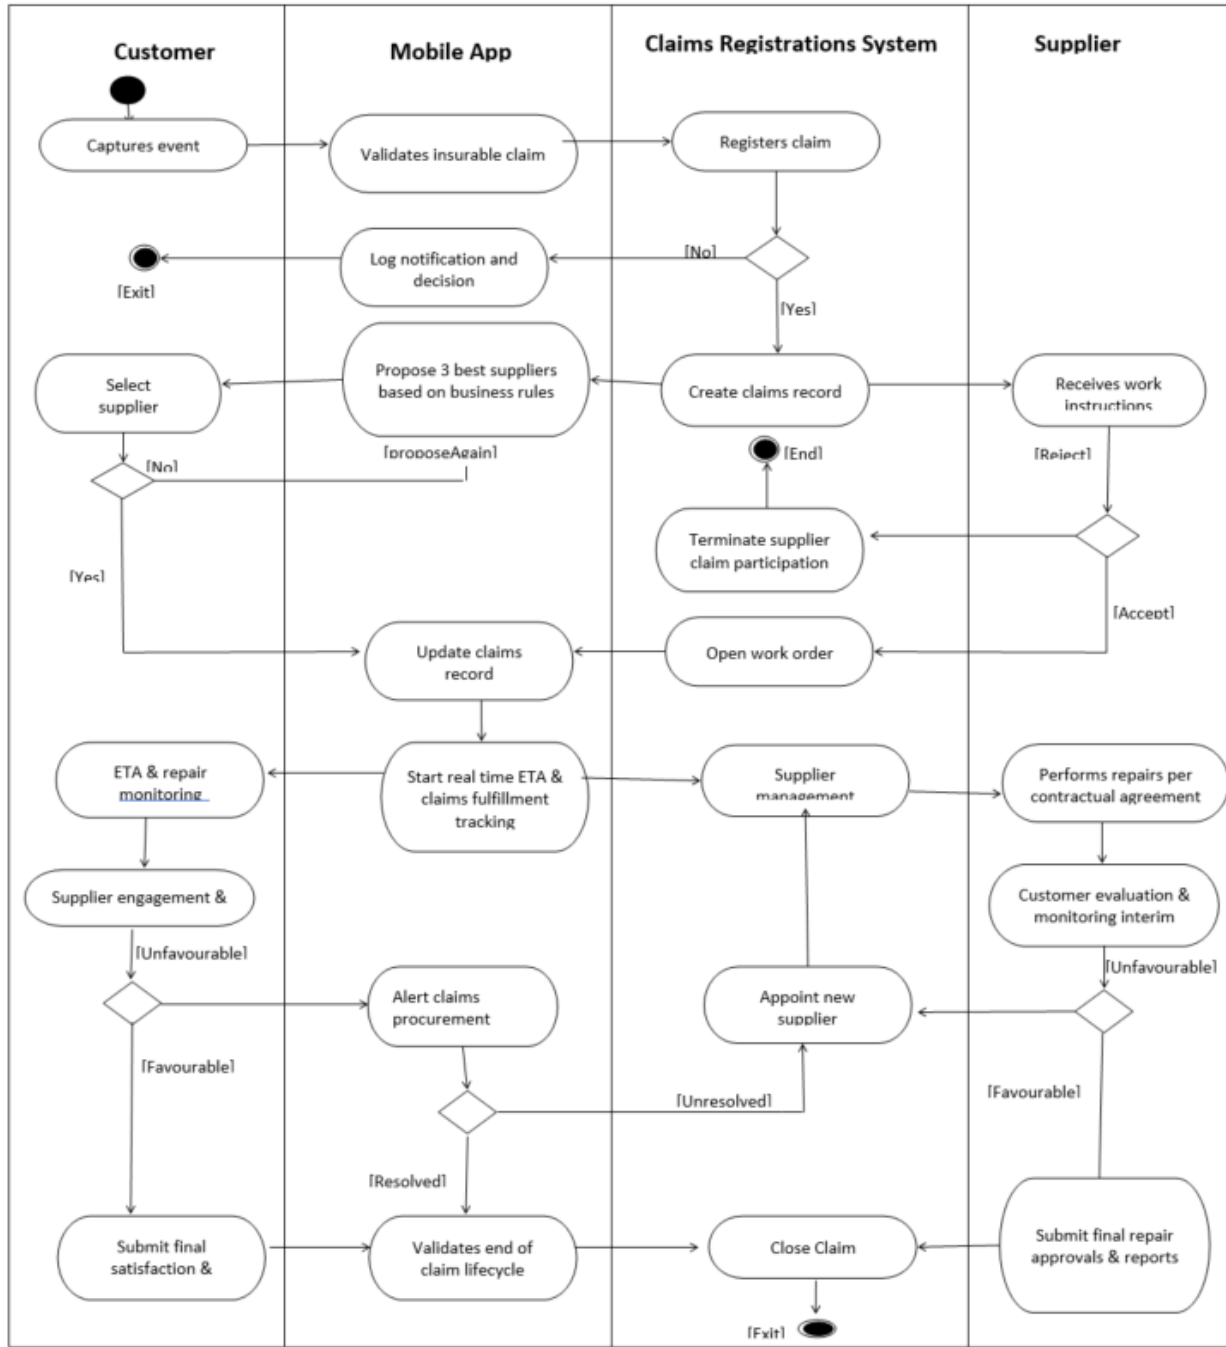 Customer
Mobile App
Claims Registrations System
Supplier
Captures event
Validates insurable claim
Registers claim
Log notification and
decision
[No]
[Exit]
[Yes]
Select
supplier
Propose 3 best suppliers
based on business rules
Create claims record
Receives work
instructions
[No]
[proposeAgain]
[End]
[Reject]
Terminate supplier
claim participation
[Yes]
[Accept]
Update claims
record
Open work order
ETA & repair
monitoring
Start real time ETA &
claims fulfillment
tracking
Supplier
management
Performs repairs per
contractual agreement
Supplier engagement &
Customer evaluation &
monitoring interim
[Unfavourable]
[Unfavourable]
Alert claims
procurement
Appoint new
supplier
[Favourable]
[Favourable]
[Unresolved]
[Resolved]
Submit final
satisfaction &
Validates end of
claim lifecycle
Close Claim
Submit final repair
approvals & reports
[Exit]